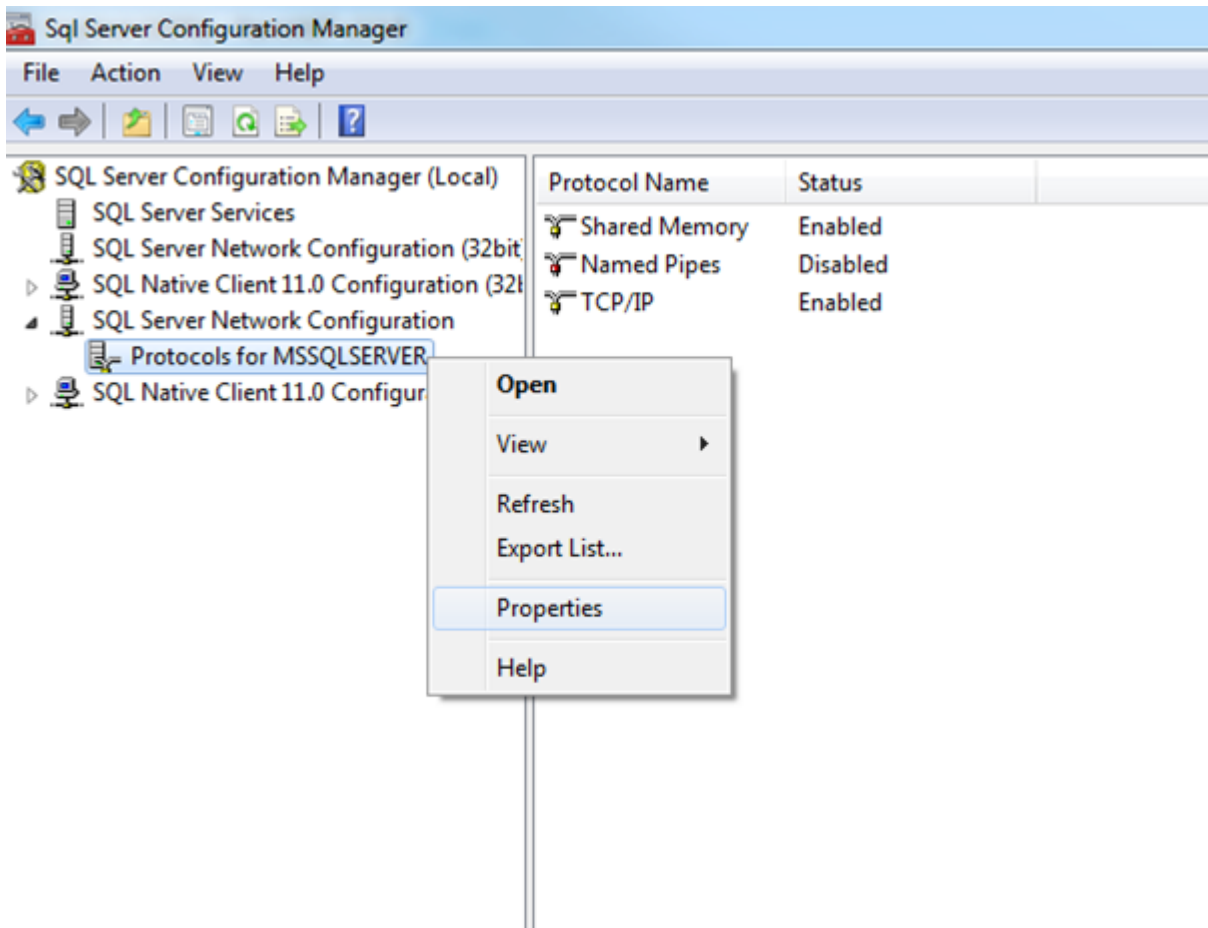 Sql Server Configuration Manager
File Action View Help
SQL Server Configuration Manager (Local)
SQL Server Services
SQL Server Network Configuration (32bit
SQL Native Client 11.0 Configuration (32b
SQL Server Network Configuration
Protocols for MSSQLSERVER
SQL Native Client 11.0 Configur
Protocol Name Status
Shared Memory Enabled
Named Pipes Disabled
TCP/IP Enabled
Open
View
Refresh
Export List...
Properties
Help